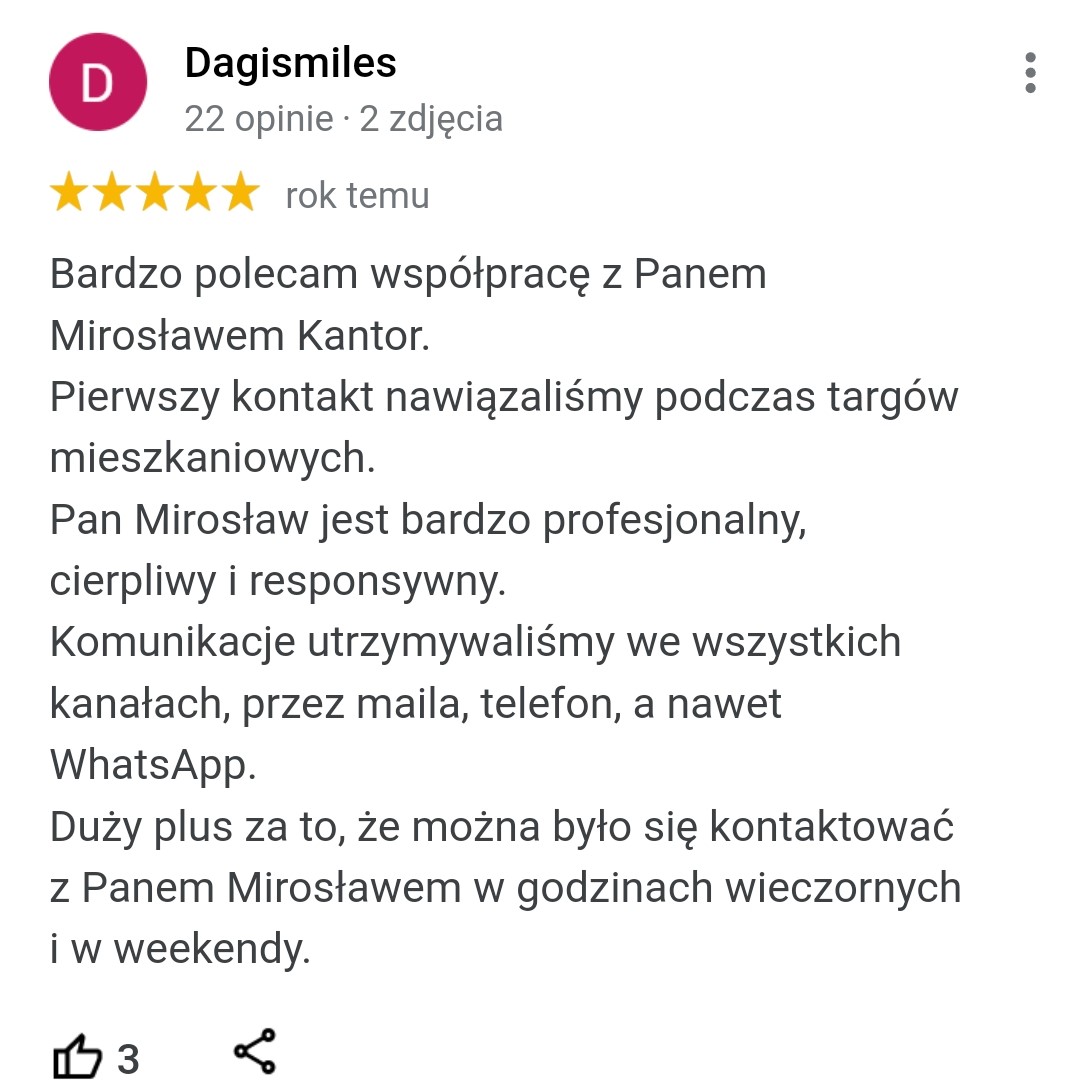 D
Dagismiles
22 opinie · 2 zdjęcia
rok temu
Bardzo polecam współpracę z Panem
Mirosławem Kantor.
Pierwszy kontakt nawiązaliśmy podczas targów
mieszkaniowych.
Pan Mirosław jest bardzo profesjonalny,
cierpliwy i responsywny.
Komunikacje utrzymywaliśmy we wszystkich
kanałach, przez maila, telefon, a nawet
WhatsApp.
Duży plus za to, że można było się kontaktować
z Panem Mirosławem w godzinach wieczornych
i w weekendy.
3